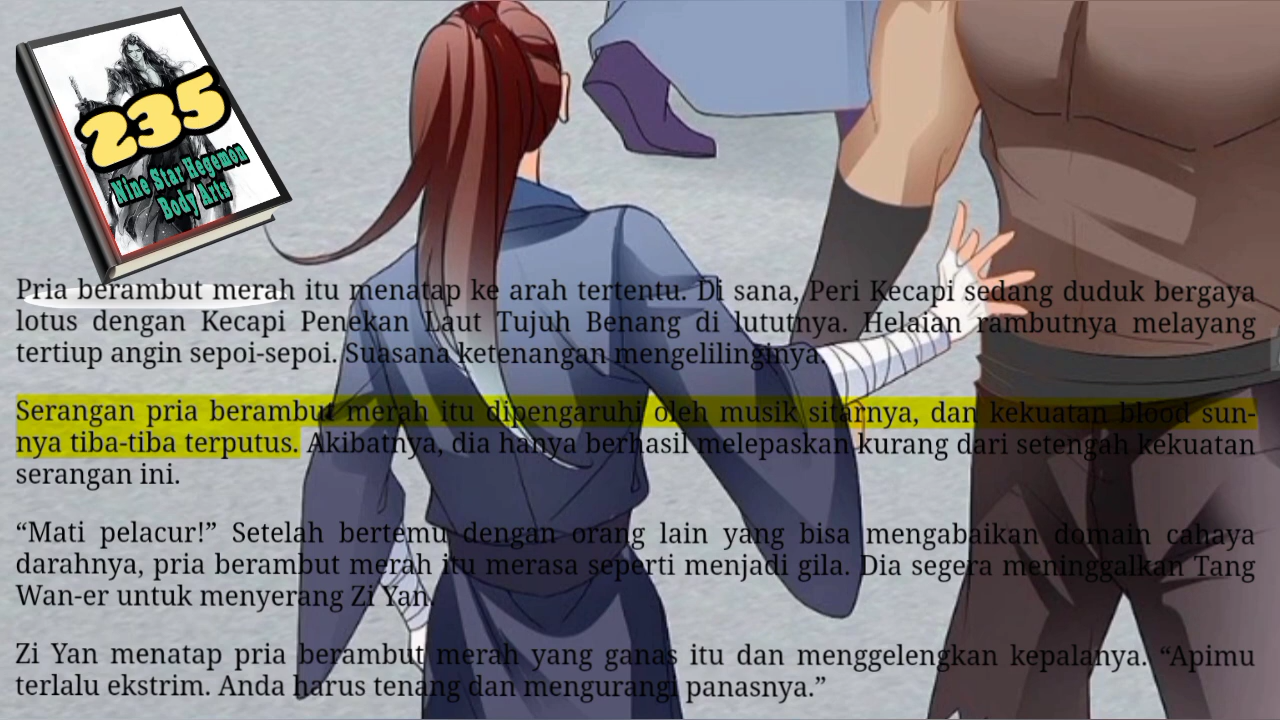 235
Nine Star Hegemon
Body Arts
Pria berambut merah itu menatap ke arah tertentu. Di sana, Peri Kecapi sedang duduk bergaya
lotus dengan Kecapi Penekan Laut Tujuh Benang di lututnya. Helaian rambutnya melayang
tertiup angin sepoi-sepoi. Suasana ketenangan mengelilinginya.
Serangan pria berambut merah itu dipengaruhi oleh musik sitarnya, dan kekuatan blood sun-
nya tiba-tiba terputus. Akibatnya, dia hanya berhasil melepaskan kurang dari setengah kekuatan
serangan ini.
“Mati pelacur!” Setelah bertemu dengan orang lain yang bisa mengabaikan domain cahaya
darahnya, pria berambut merah itu merasa seperti menjadi gila. Dia segera meninggalkan Tang
Wan-er untuk menyerang Zi Yan.
Zi Yan menatap pria berambut merah yang ganas itu dan menggelengkan kepalanya. “Apimu
terlalu ekstrim. Anda harus tenang dan mengurangi panasnya.”